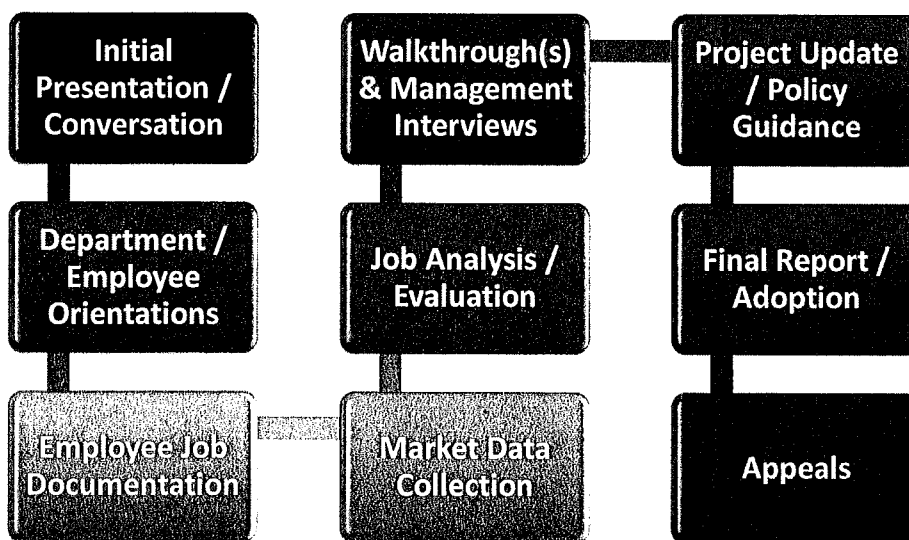 Initial
Presentation /
Conversation
Department /
Employee
Orientations
Employee Job
Documentation
Market Data
Collection
Job Analysis /
Evaluation
Walkthrough(s)
& Management
Interviews
Project Update
/ Policy
Guidance
Final Report /
Adoption
Appeals